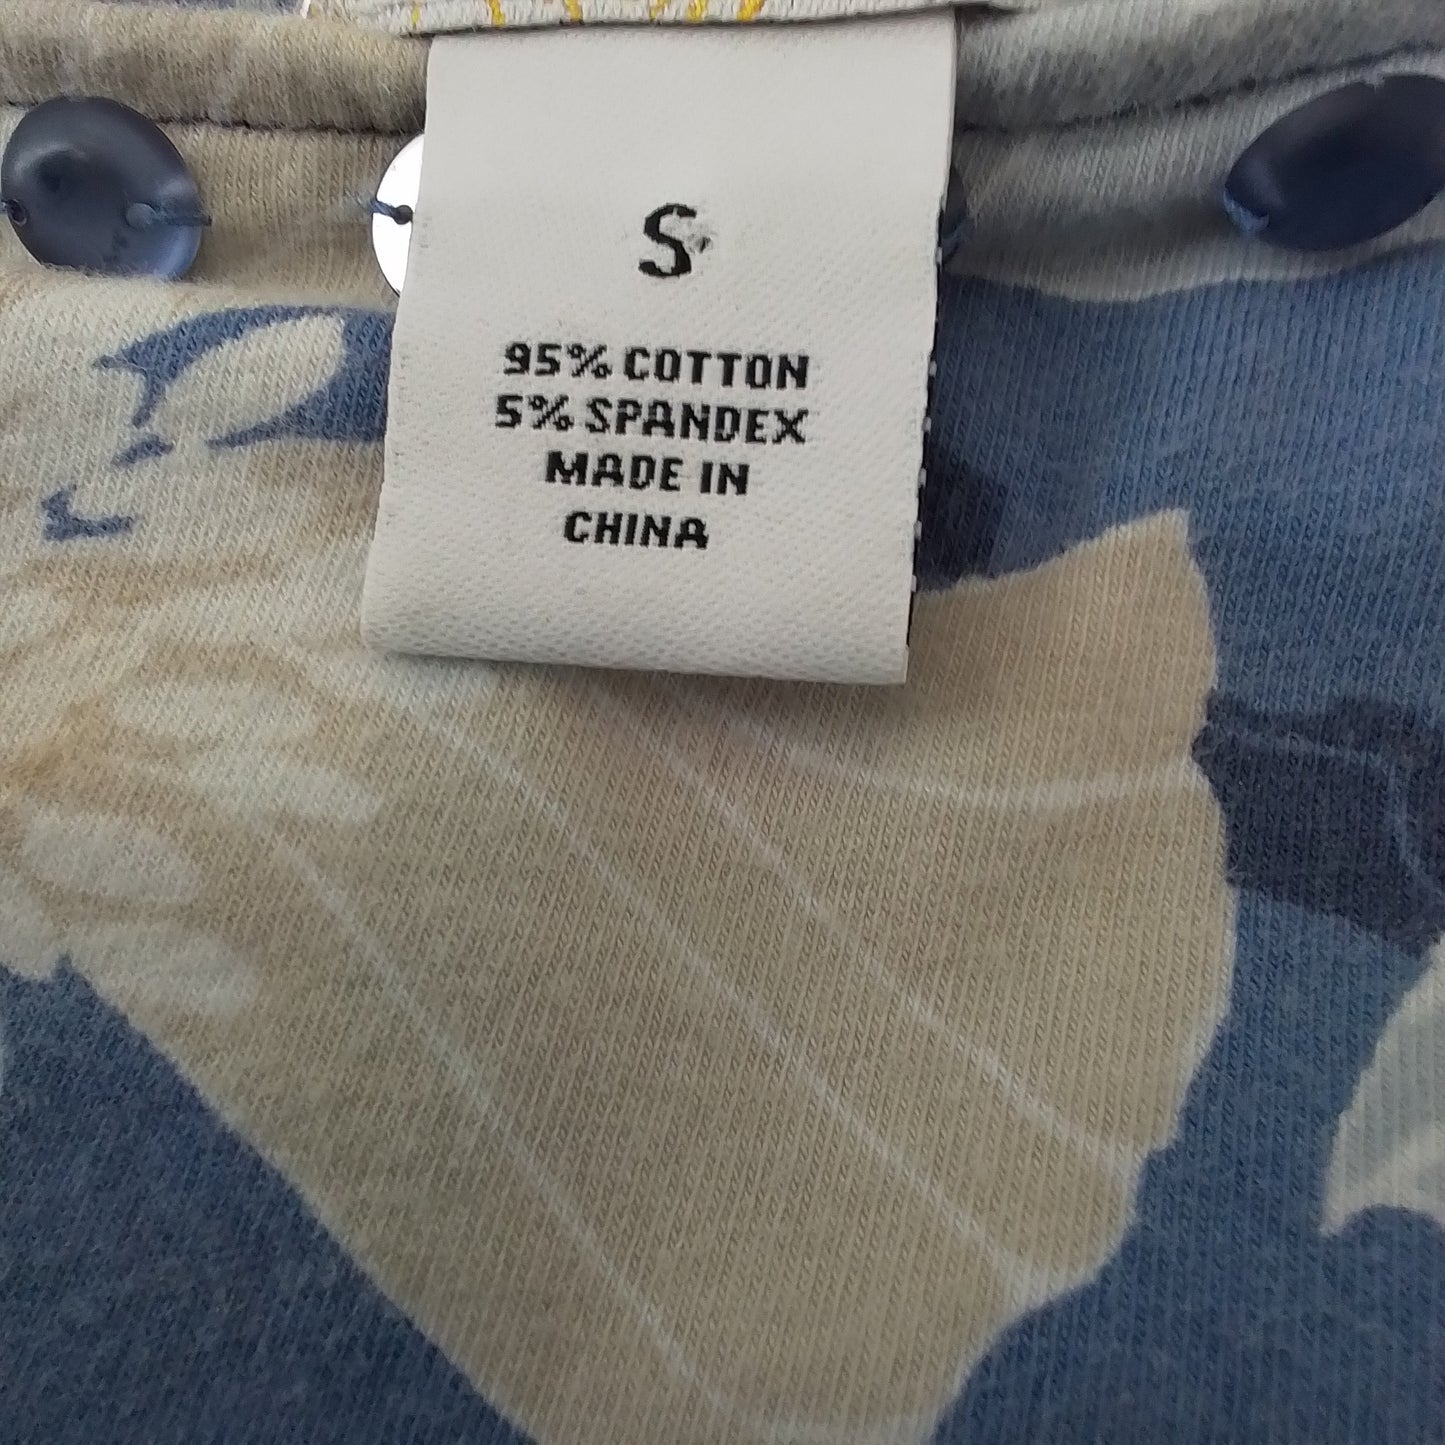 S
95% COTTON
5% SPANDEX
MADE IN
CHINA